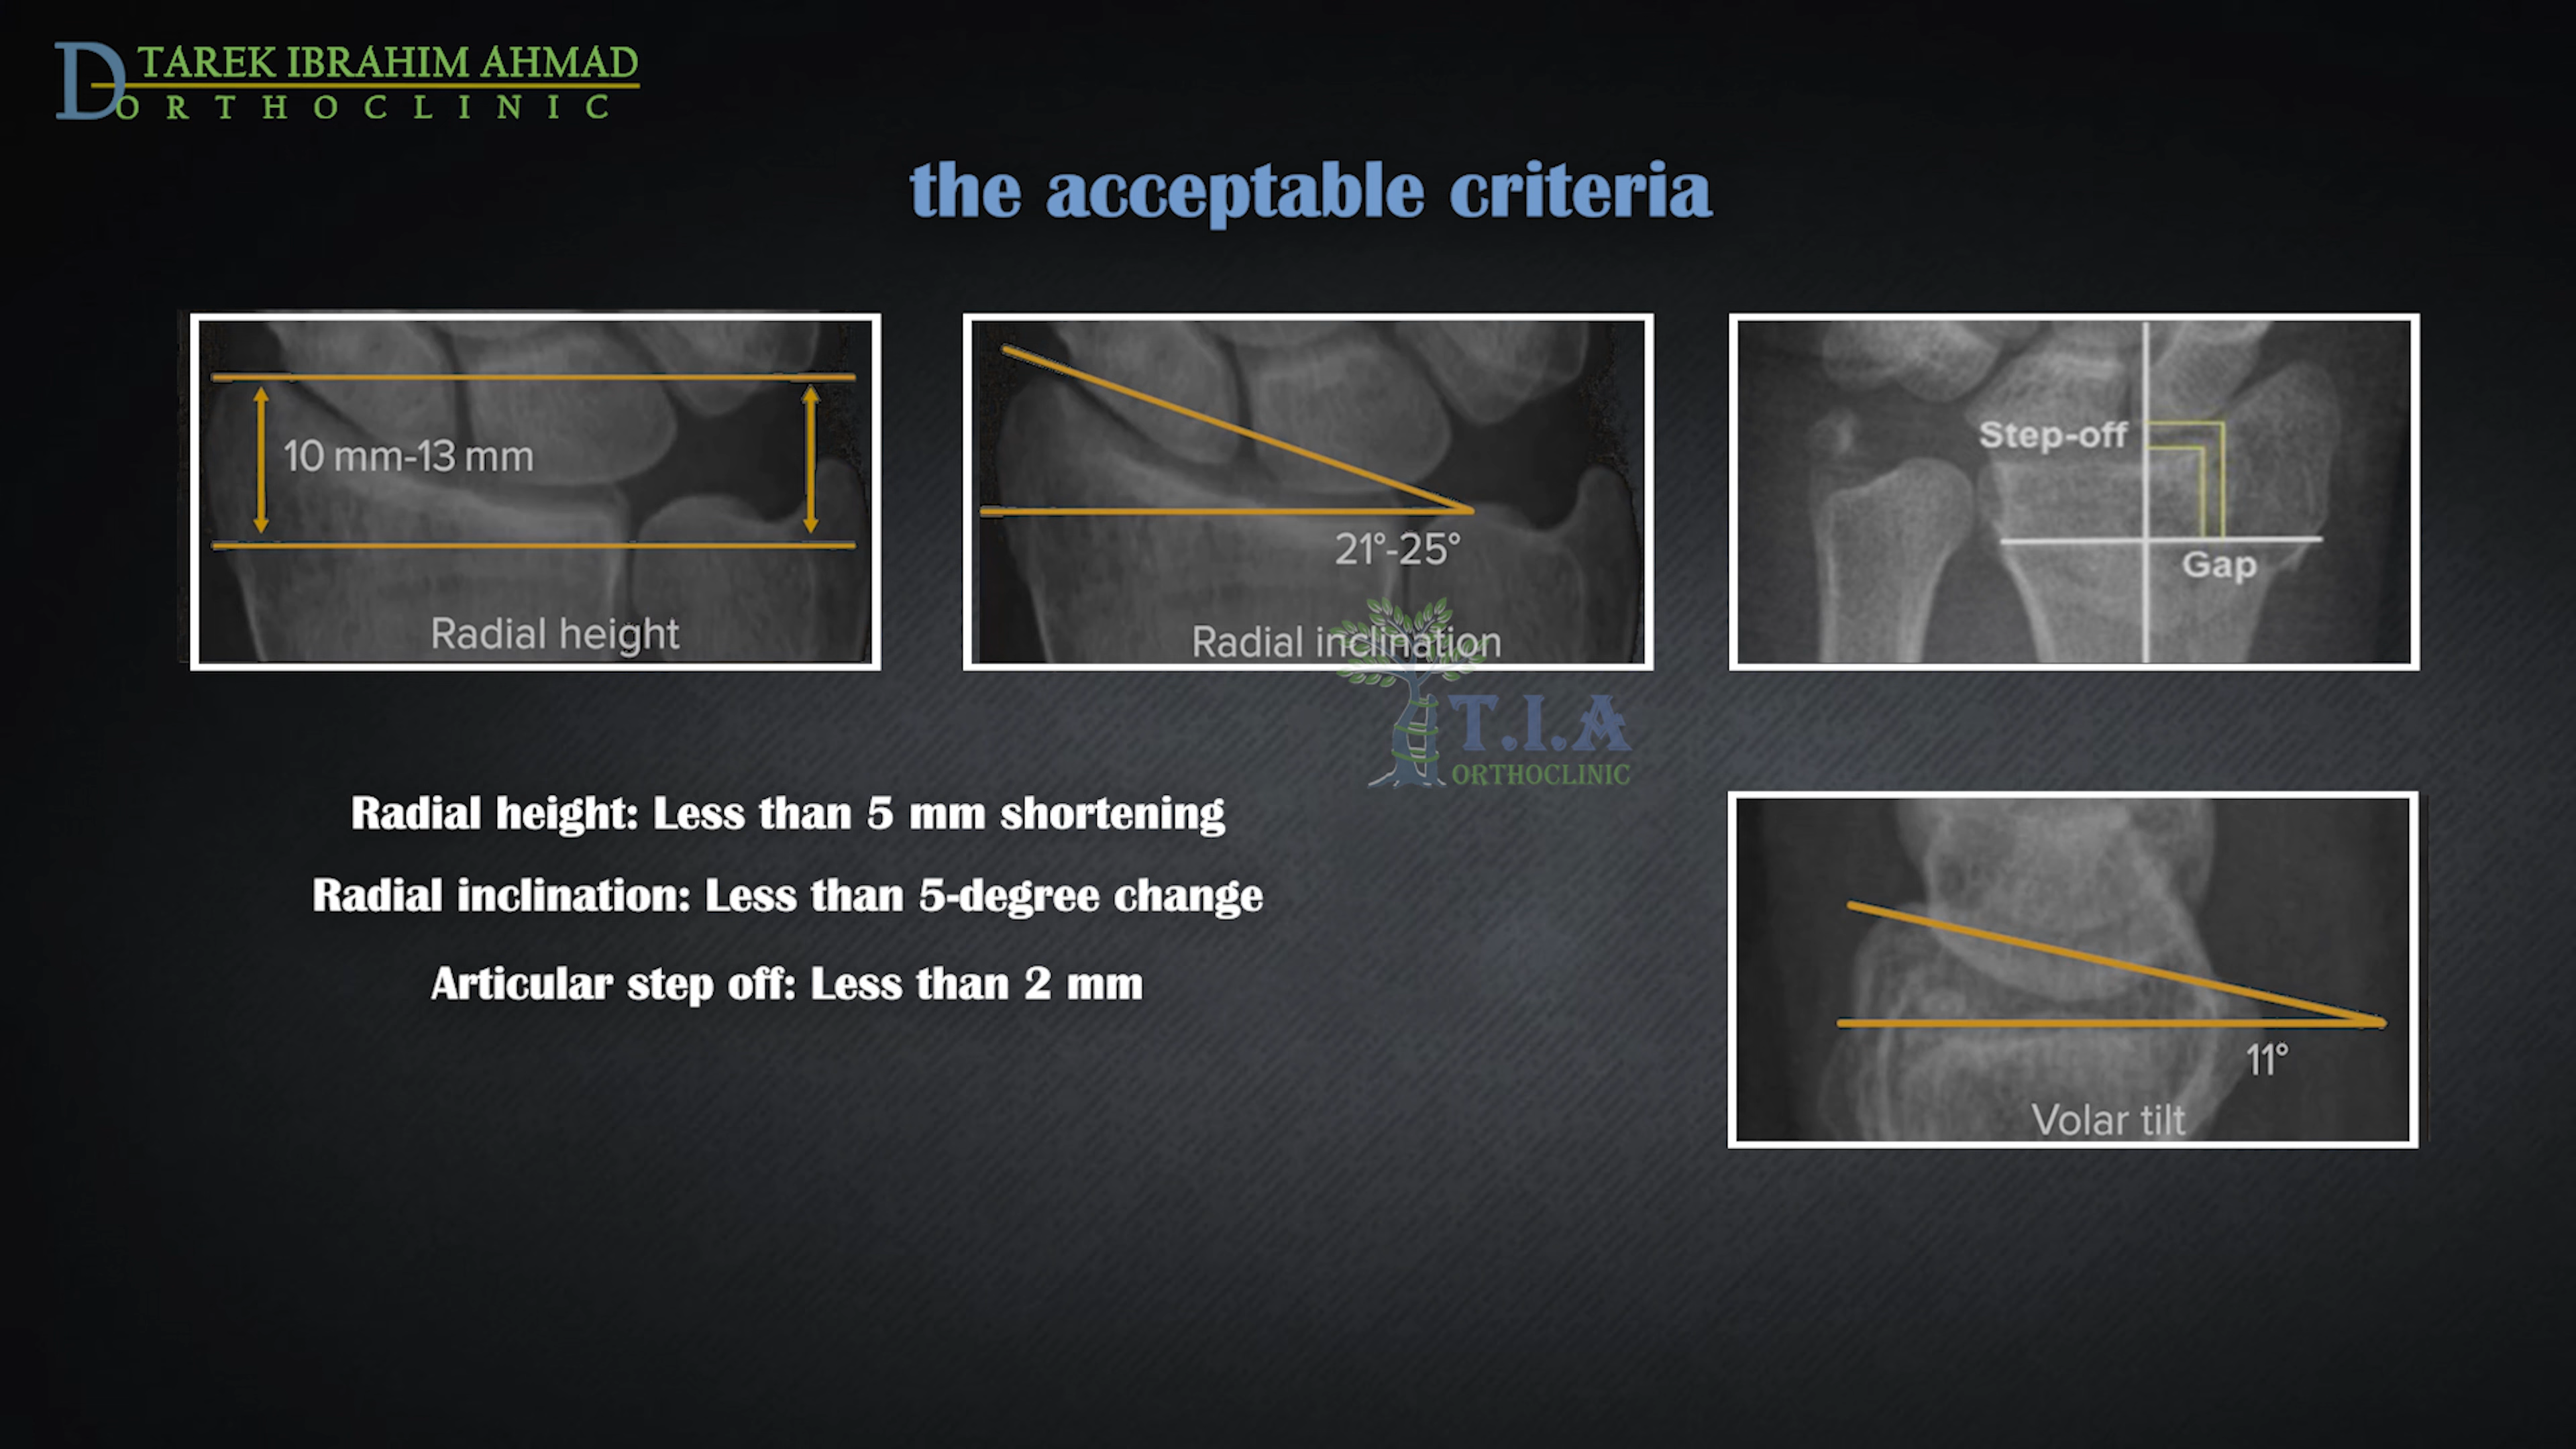 D TAREK IBRAHIM AHMAD
ORTHOCLINIC
the acceptable criteria
10 mm-13 mm
Radial height
21°-25°
Radial inclination
Step-off
Gap
T.I.A
ORTHOCLINIC
Radial height: Less than 5 mm shortening
Radial inclination: Less than 5-degree change
Articular step off: Less than 2 mm
11°
Volar tilt